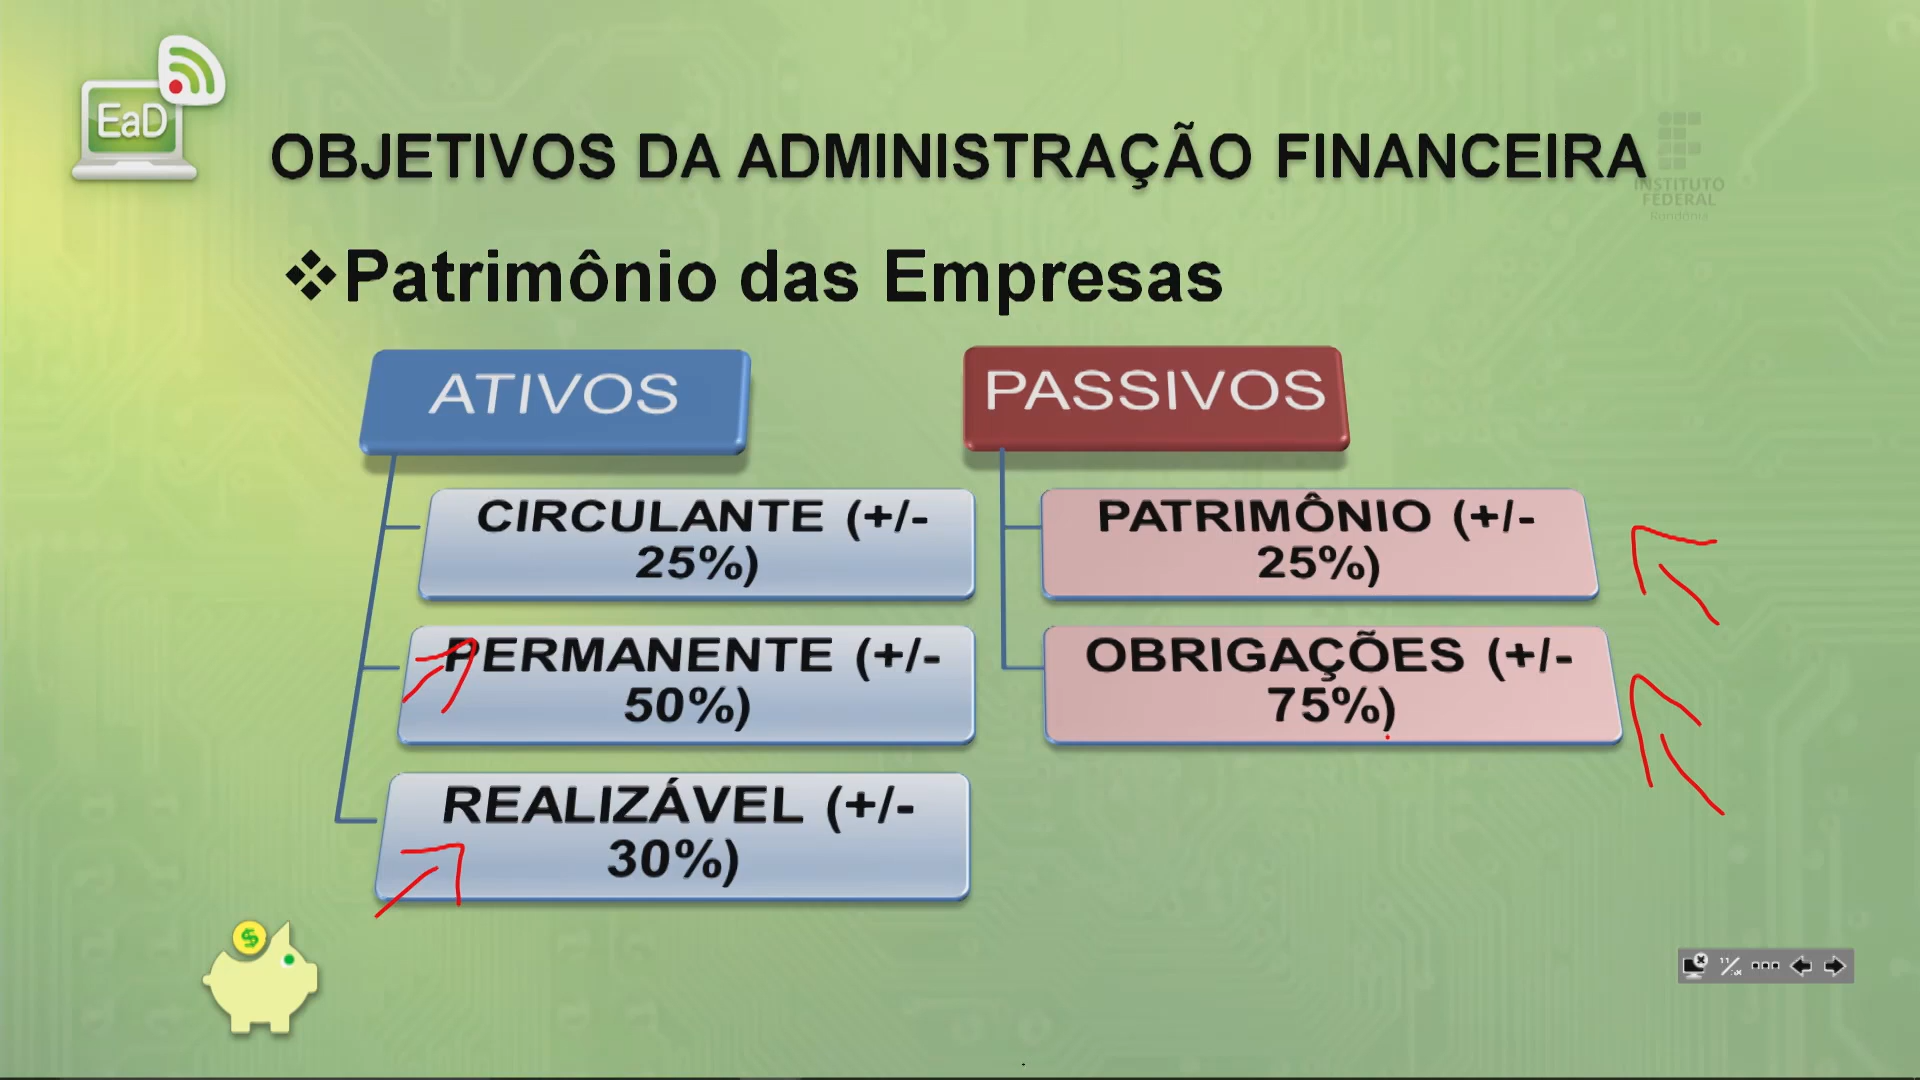 EaD
OBJETIVOS DA ADMINISTRAÇÃO FINANCEIRA
INSTITUTO
FEDERAL
Rondônia
❖Patrimônio das Empresas
ATIVOS
CIRCULANTE (+/-
25%)
PERMANENTE (+/-
50%)
REALIZÁVEL (+/-
30%)
PASSIVOS
PATRIMÔNIO (+/-
25%)
OBRIGAÇÕES (+/-
75%)
$